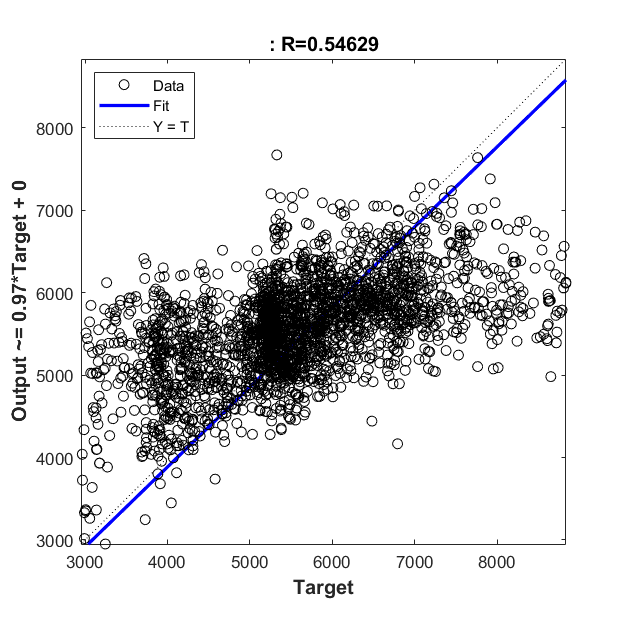 : R=0.54629
Data
Fit
Y = T
8000
7000
6000
5000
4000
3000
Output ~= 0.97*Target + 0
3000 4000 5000 6000 7000 8000
Target